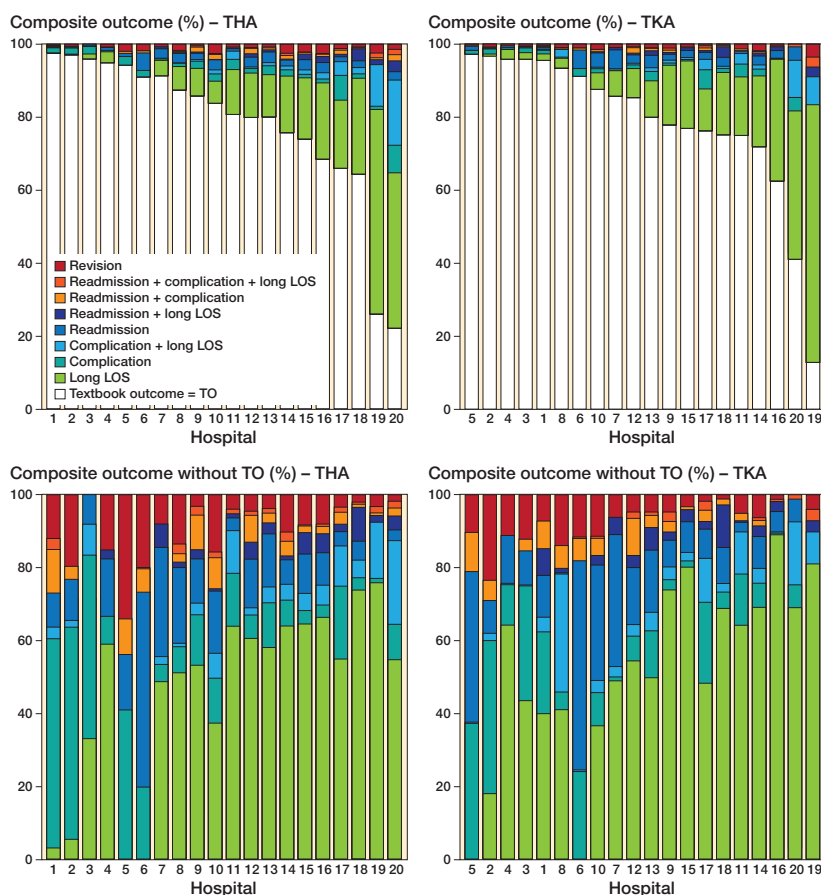 Composite outcome (%) – THA
100
80
60
40
20
0
Revision
Readmission + complication + long LOS
Readmission + complication
Readmission + long LOS
Readmission
Complication + long LOS
Complication
Long LOS
Textbook outcome = TO
1 2 3 4 5 6 7 8 9 10 11 12 13 14 15 16 17 18 19 20
Hospital
Composite outcome (%) – TKA
100
80
60
40
20
0
5 2 4 3 1 8 6 10 7 12 13 9 15 17 18 11 14 16 20 19
Hospital
Composite outcome without TO (%) – THA
100
80
60
40
20
0
1 2 3 4 5 6 7 8 9 10 11 12 13 14 15 16 17 18 19 20
Hospital
Composite outcome without TO (%) – TKA
100
80
60
40
20
0
5 2 4 3 1 8 6 10 7 12 13 9 15 17 18 11 14 16 20 19
Hospital